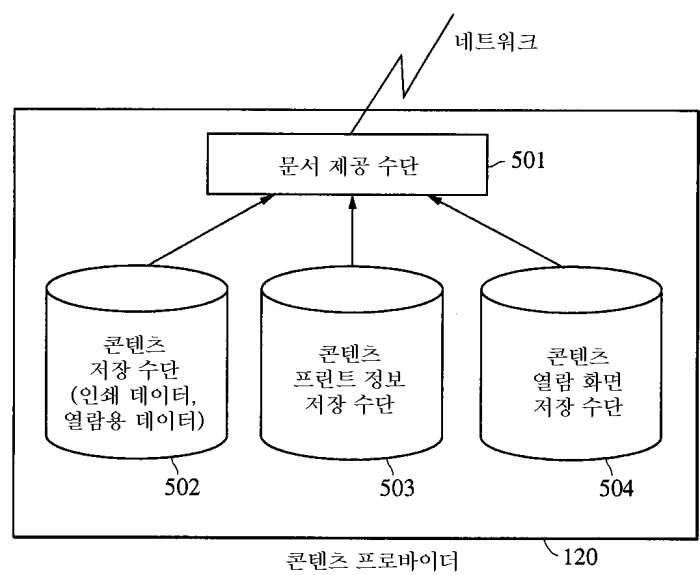 네트워크
문서 제공 수단
501
콘텐츠
저장 수단
(인쇄 데이터,
열람용 데이터)
502
콘텐츠
프린트 정보
저장 수단
503
콘텐츠
열람 화면
저장 수단
504
120
콘텐츠 프로바이더